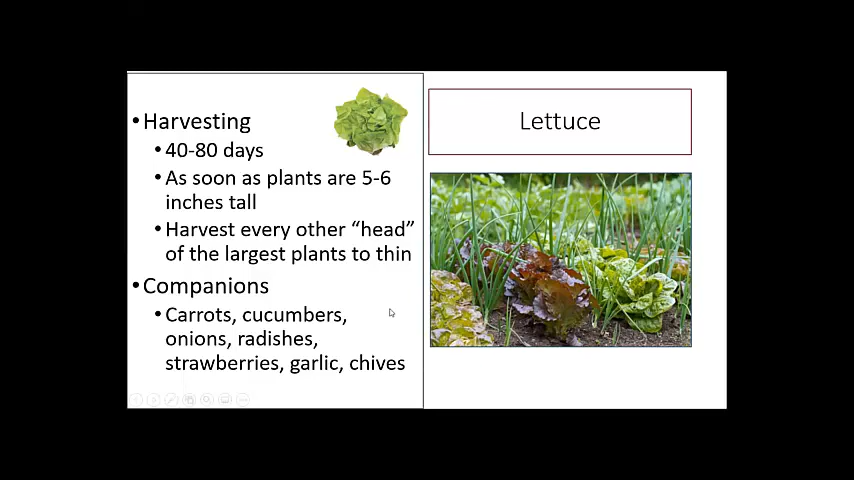 • Harvesting
• 40-80 days
• As soon as plants are 5-6
inches tall
• Harvest every other “head”
of the largest plants to thin
• Companions
• Carrots, cucumbers,
onions, radishes,
strawberries, garlic, chives
Lettuce